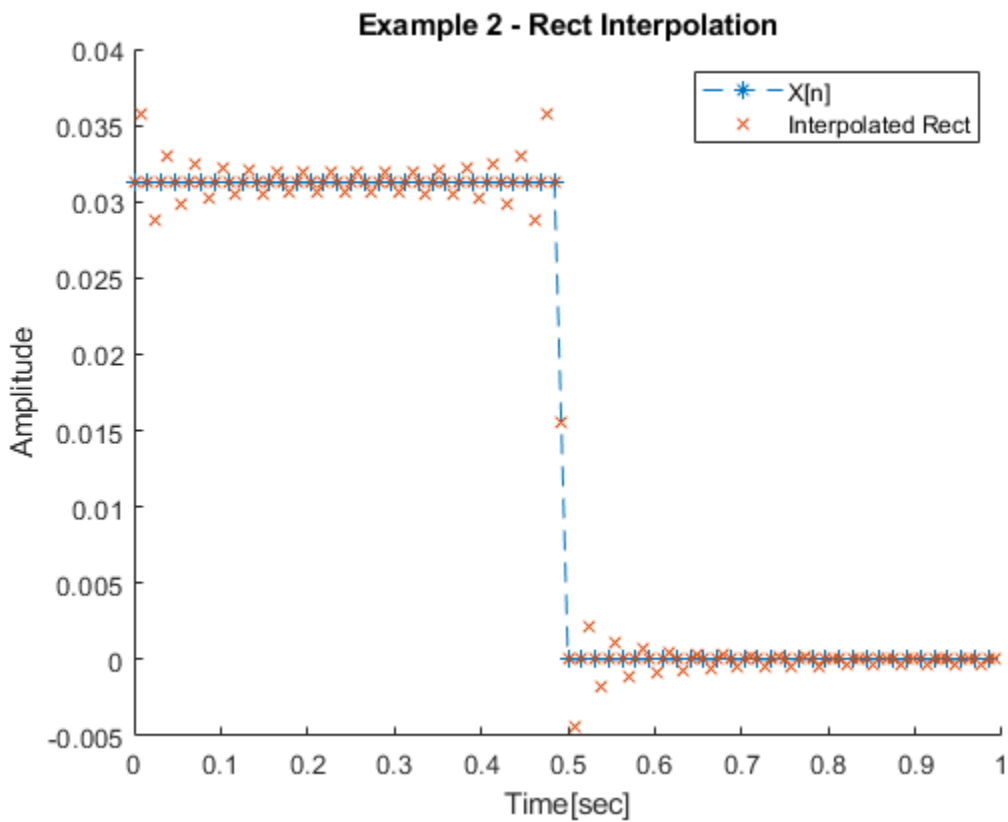 Example 2 - Rect Interpolation
X[n]
Interpolated Rect
0.04
0.035
0.03
0.025
0.02
0.015
0.01
0.005
0
-0.005
Amplitude
0 0.1 0.2 0.3 0.4 0.5 0.6 0.7 0.8 0.9 1
Time[sec]